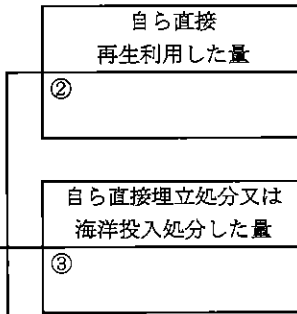 自ら直接
再生利用した量
②
自ら直接埋立処分又は
海洋投入処分した量
③